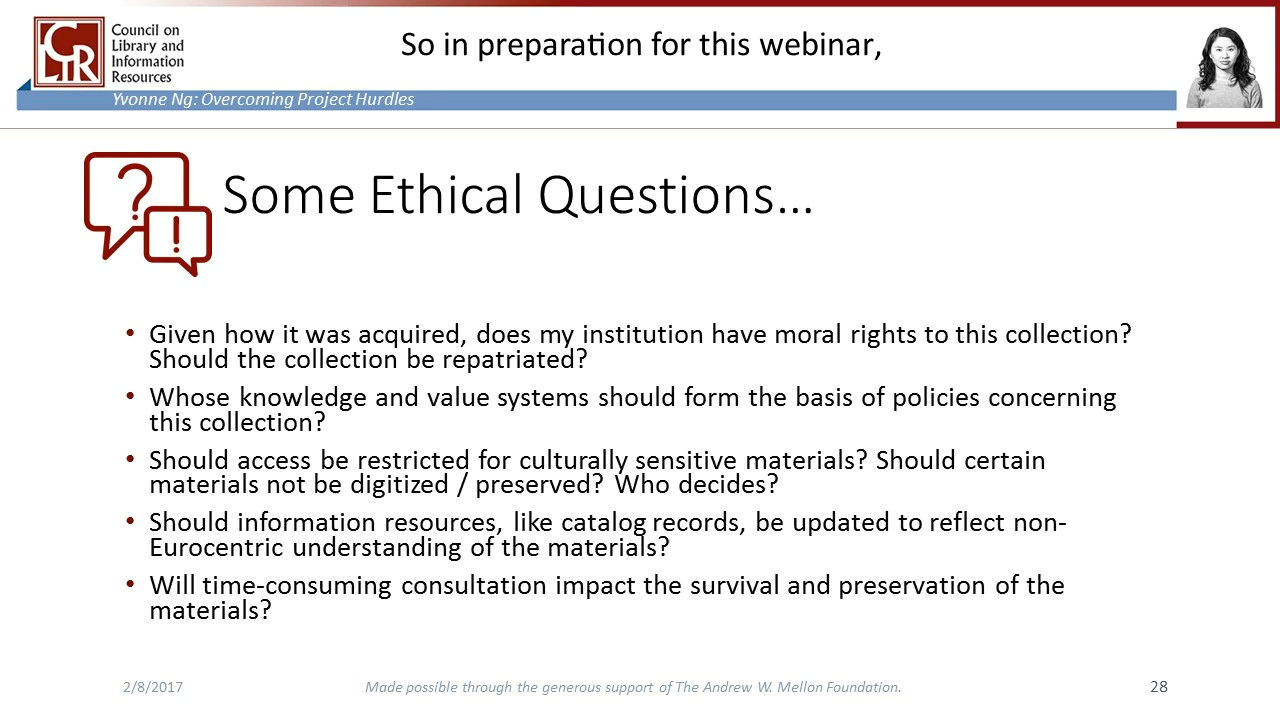 CLIR
Council on
Library and
Information
Resources
So in preparation for this webinar,
Yvonne Ng: Overcoming Project Hurdles
?
!
Some Ethical Questions...
• Given how it was acquired, does my institution have moral rights to this collection?
Should the collection be repatriated?
• Whose knowledge and value systems should form the basis of policies concerning
this collection?
• Should access be restricted for culturally sensitive materials? Should certain
materials not be digitized / preserved? Who decides?
• Should information resources, like catalog records, be updated to reflect non-
Eurocentric understanding of the materials?
• Will time-consuming consultation impact the survival and preservation of the
materials?
2/8/2017
Made possible through the generous support of The Andrew W. Mellon Foundation.
28